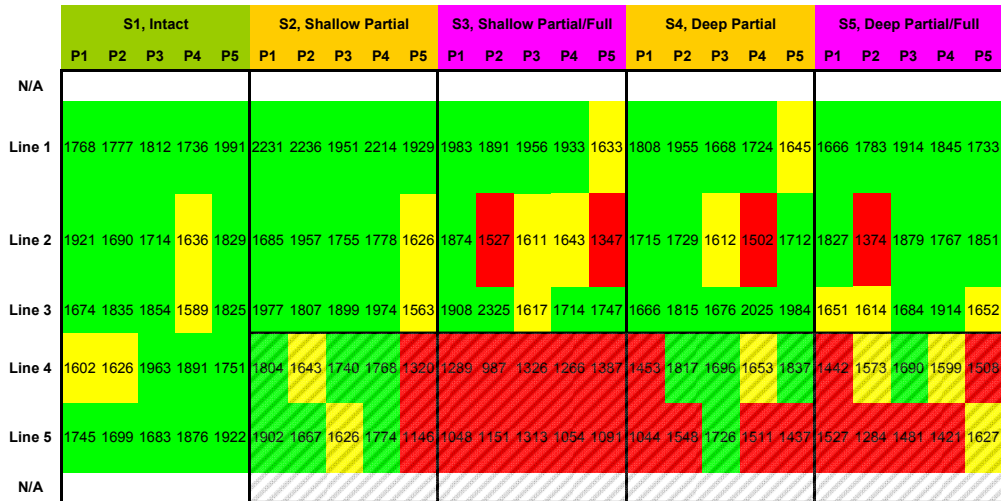 S1, Intact S2, Shallow Partial S3, Shallow Partial/Full S4, Deep Partial S5, Deep Partial/Full
P1 P2 P3 P4 P5 P1 P2 P3 P4 P5 P1 P2 P3 P4 P5 P1 P2 P3 P4 P5 P1 P2 P3 P4 P5
N/A
Line 1 1768 1777 1812 1736 1991 2231 2236 1951 2214 1929 1983 1891 1956 1933 1633 1808 1955 1668 1724 1645 1666 1783 1914 1845 1733
Line 2 1921 1690 1714 1636 1829 1685 1957 1755 1778 1626 1874 1527 1611 1643 1347 1715 1729 1612 1502 1712 1827 1374 1879 1767 1851
Line 3 1674 1835 1854 1589 1825 1977 1807 1899 1974 1563 1908 2325 1617 1714 1747 1666 1815 1676 2025 1984 1651 1614 1684 1914 1652
Line 4 1602 1626 1963 1891 1751 1804 1643 1740 1768 1320 1289 987 1326 1266 1387 1453 1817 1696 1653 1837 1442 1573 1690 1599 1508
Line 5 1745 1699 1683 1876 1922 1902 1667 1626 1774 1146 1048 1151 1313 1054 1091 1044 1548 1726 1511 1437 1527 1284 1481 1421 1627
N/A